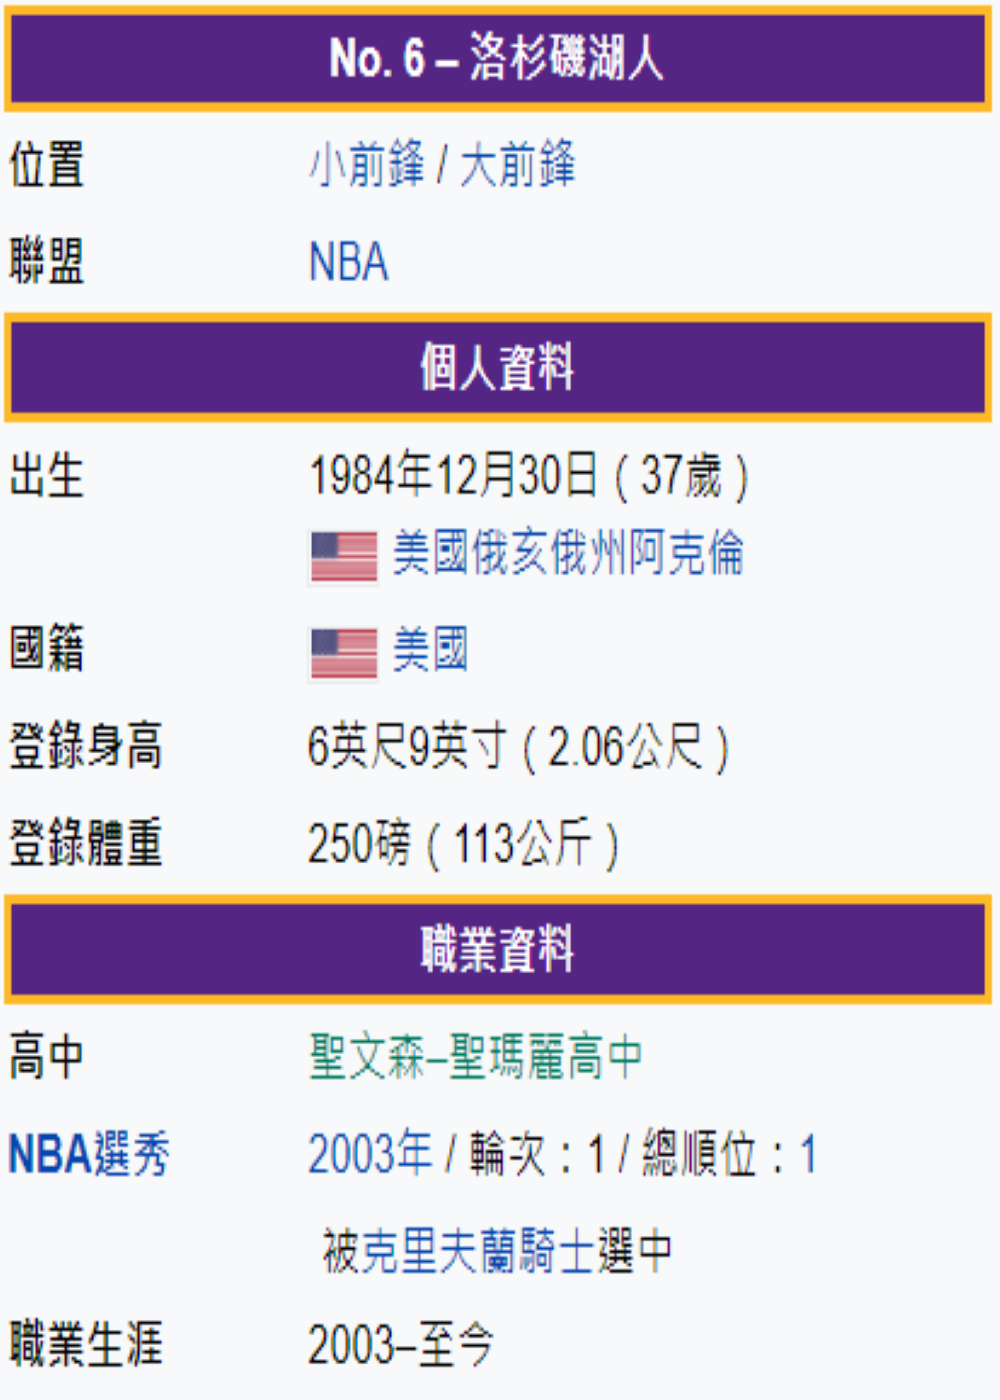 No. 6 – 洛杉磯湖人
位置 小前鋒 / 大前鋒
聯盟 NBA
個人資料
出生 1984年12月30日（37歲）
美國俄亥俄州阿克倫
國籍 美國
登錄身高 6英尺9英寸（2.06公尺）
登錄體重 250磅（113公斤）
職業資料
高中 聖文森–聖瑪麗高中
NBA選秀 2003年 / 輪次：1 / 總順位：1
被克里夫蘭騎士選中
職業生涯 2003–至今